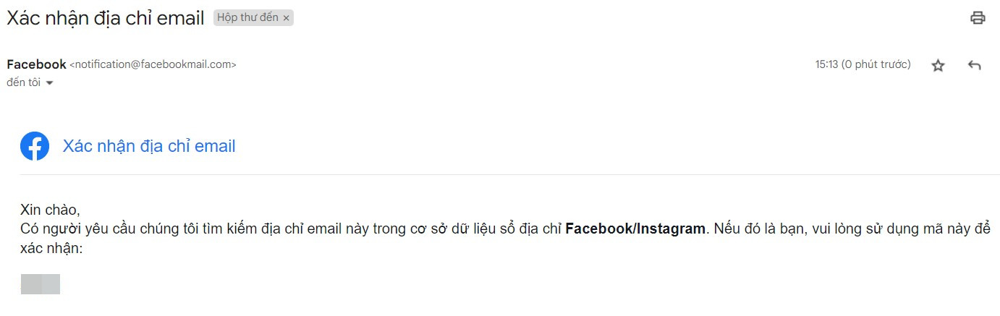 Xác nhận địa chỉ email Hộp thư đến ×
Facebook <notification@facebookmail.com> 15:13 (0 phút trước)
đến tôi
Xác nhận địa chỉ email
Xin chào,
Có người yêu cầu chúng tôi tìm kiếm địa chỉ email này trong cơ sở dữ liệu sổ địa chỉ Facebook/Instagram. Nếu đó là bạn, vui lòng sử dụng mã này để
xác nhận: